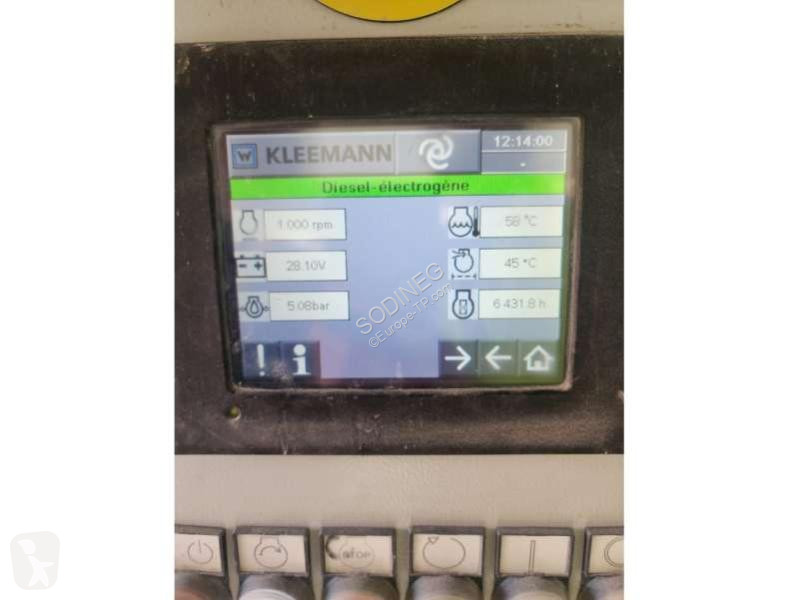 W KLEEMANN
12:14:00
-
Diesel-électrogène
1.000 rpm
58 °C
28.10V
45 °C
5.08bar
6 431.8 h
SODINEG
©Europe-TP.com
! i
STOP